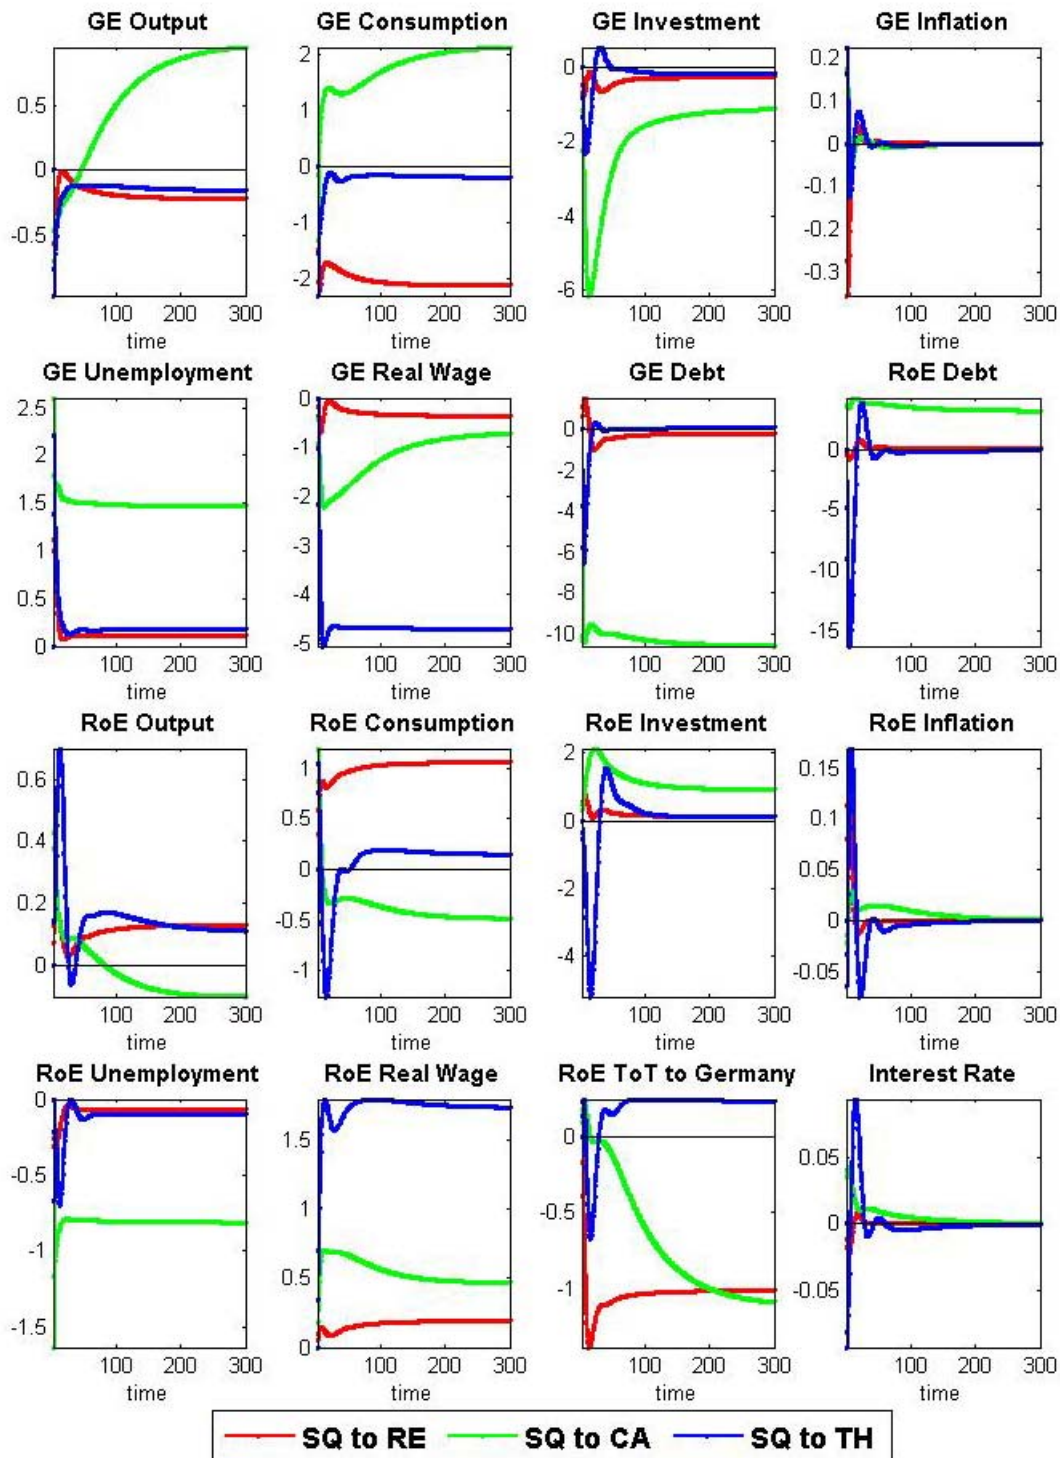 GE Output GE Consumption GE Investment GE Inflation
0.5
0
-0.5
100 200 300
time
2
1
0
-1
-2
100 200 300
time
0
-2
-4
-6
100 200 300
time
0.2
0.1
0
-0.1
-0.2
-0.3
100 200 300
time
GE Unemployment GE Real Wage GE Debt RoE Debt
2.5
2
1.5
1
0.5
0
100 200 300
time
0
-1
-2
-3
-4
-5
100 200 300
time
0
-2
-4
-6
-8
-10
100 200 300
time
0
-5
-10
-15
100 200 300
time
RoE Output RoE Consumption RoE Investment RoE Inflation
0.6
0.4
0.2
0
100 200 300
time
1
0.5
0
-0.5
-1
100 200 300
time
2
0
-2
-4
100 200 300
time
0.15
0.1
0.05
0
-0.05
100 200 300
time
RoE Unemployment RoE Real Wage RoE ToT to Germany Interest Rate
0
-0.5
-1
-1.5
100 200 300
time
1.5
1
0.5
0
100 200 300
time
0
-0.5
-1
100 200 300
time
0.05
0
-0.05
100 200 300
time
SQ to RE SQ to CA SQ to TH